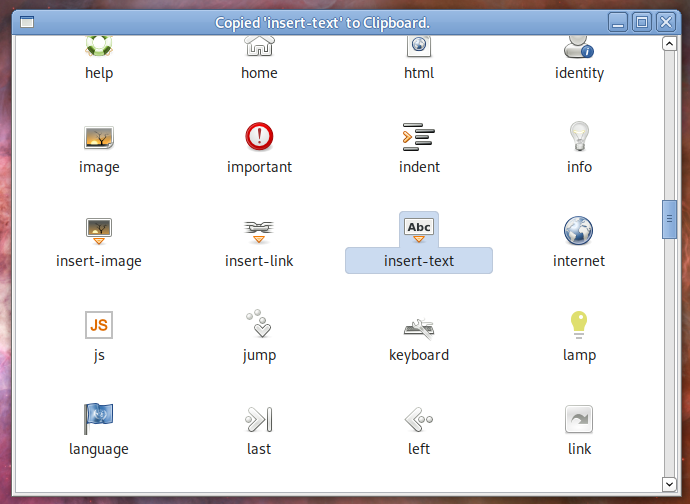 Copied 'insert-text' to Clipboard.
help home html identity
image important indent info
Abc
insert-image insert-link insert-text internet
JS
js jump keyboard lamp
language last left link